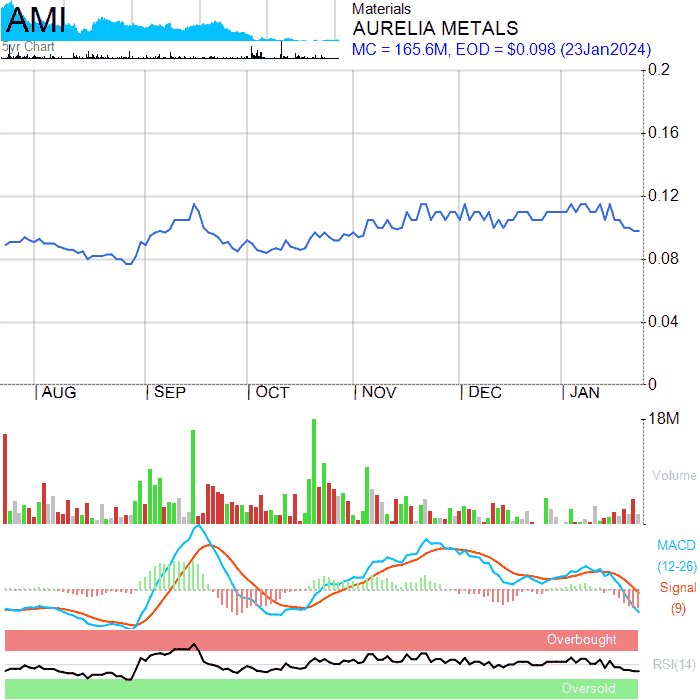 AMI
5yr Chart
Materials
AURELIA METALS
MC = 165.6M, EOD = $0.098 (23Jan2024)
0.2
0.16
0.12
0.08
0.04
0
AUG SEP OCT NOV DEC JAN
18M
Volume
MACD
(12-26)
Signal
(9)
Overbought
RSI(14)
Oversold